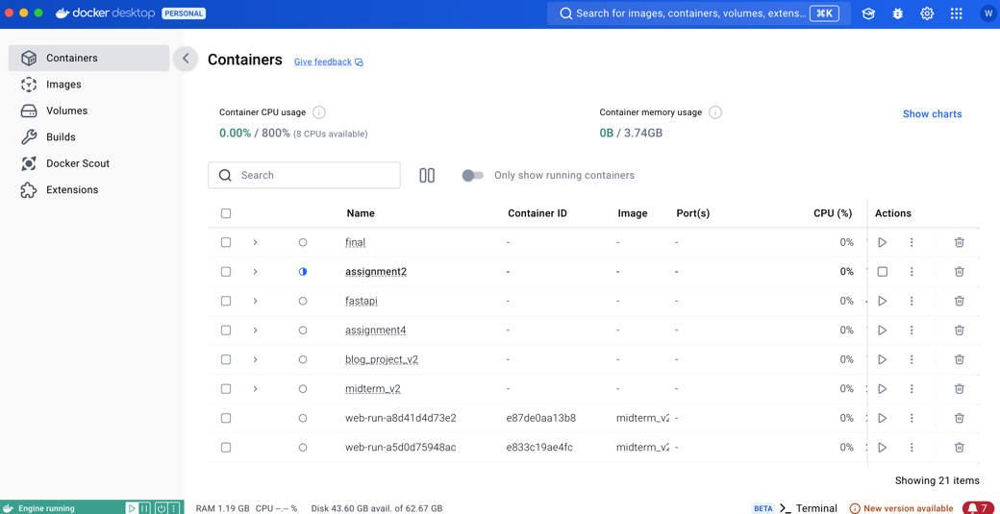 docker desktop PERSONAL
Search for images, containers, volumes, extens... ⌘K
W
Containers
Images
Volumes
Builds
Docker Scout
Extensions
Containers Give feedback
Container CPU usage
0.00% / 800% (8 CPUs available)
Container memory usage
0B / 3.74GB
Show charts
Search
Only show running containers
Name Container ID Image Port(s) CPU (%) Actions
final - - - 0%
assignment2 - - - 0%
fastapi - - - 0%
assignment4 - - - 0%
blog_project_v2 - - - 0%
midterm_v2 - - - 0%
web-run-a8d41d4d73e2 e87de0aa13b8 midterm_v2 - 0%
web-run-a5d0d75948ac e833c19ae4fc midterm_v2 - 0%
Showing 21 items
Engine running
RAM 1.19 GB CPU --.-- % Disk 43.60 GB avail. of 62.67 GB
BETA >_ Terminal
New version available
7